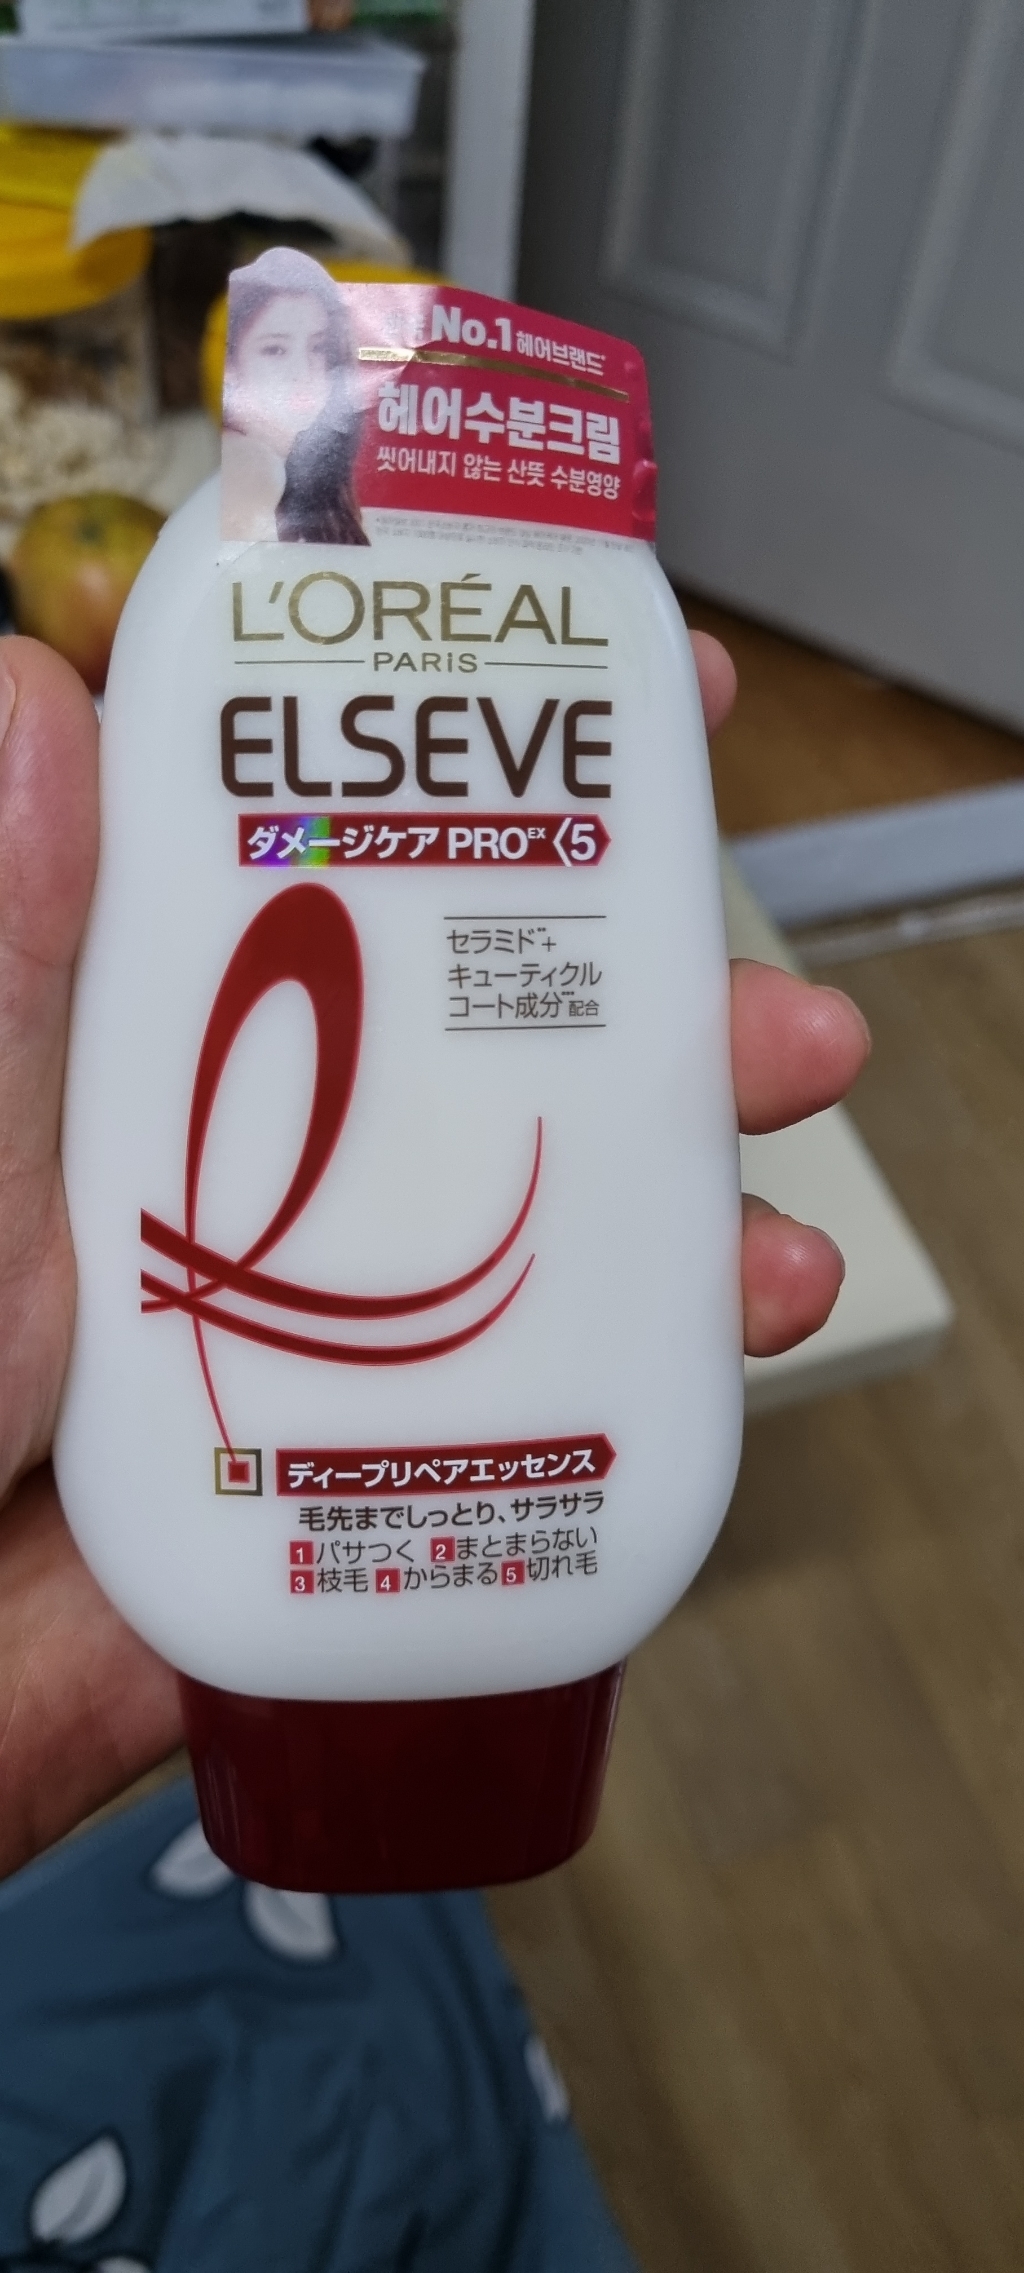 No.1 헤어브랜드*
헤어수분크림
씻어내지 않는 산뜻 수분영양
L'ORÉAL
PARIS
ELSEVE
ダメージケア PRO EX 5
セラミド**+
キューティクル
コート成分***配合
ディープリペアエッセンス
毛先までしっとり、サラサラ
1 パサつく 2 まとまらない
3 枝毛 4 からまる 5 切れ毛